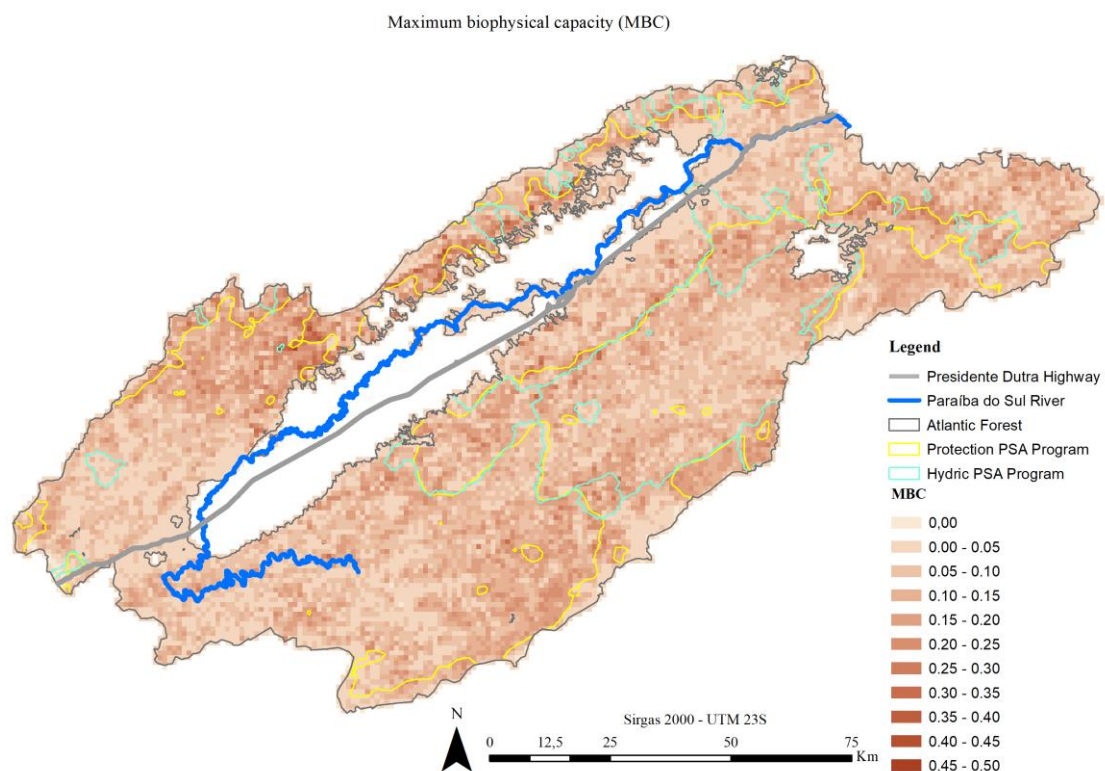 Maximum biophysical capacity (MBC)
Legend
Presidente Dutra Highway
Paraíba do Sul River
Atlantic Forest
Protection PSA Program
Hydric PSA Program
MBC
0,00
0.00 - 0.05
0.05 - 0.10
0.10 - 0.15
0.15 - 0.20
0.20 - 0.25
0.25 - 0.30
0.30 - 0.35
0.35 - 0.40
0.40 - 0.45
0.45 - 0.50
N
Sirgas 2000 - UTM 23S
0 12,5 25 50 75
Km